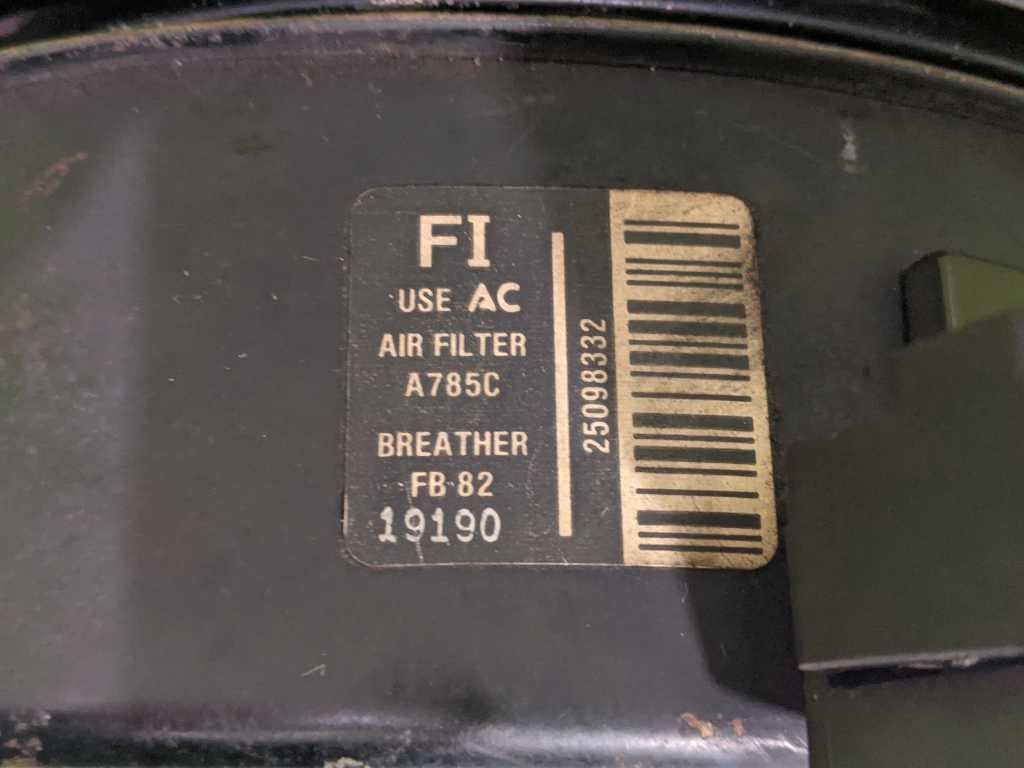 FI
USE AC
AIR FILTER
A785C
BREATHER
FB-82
19190
25098332